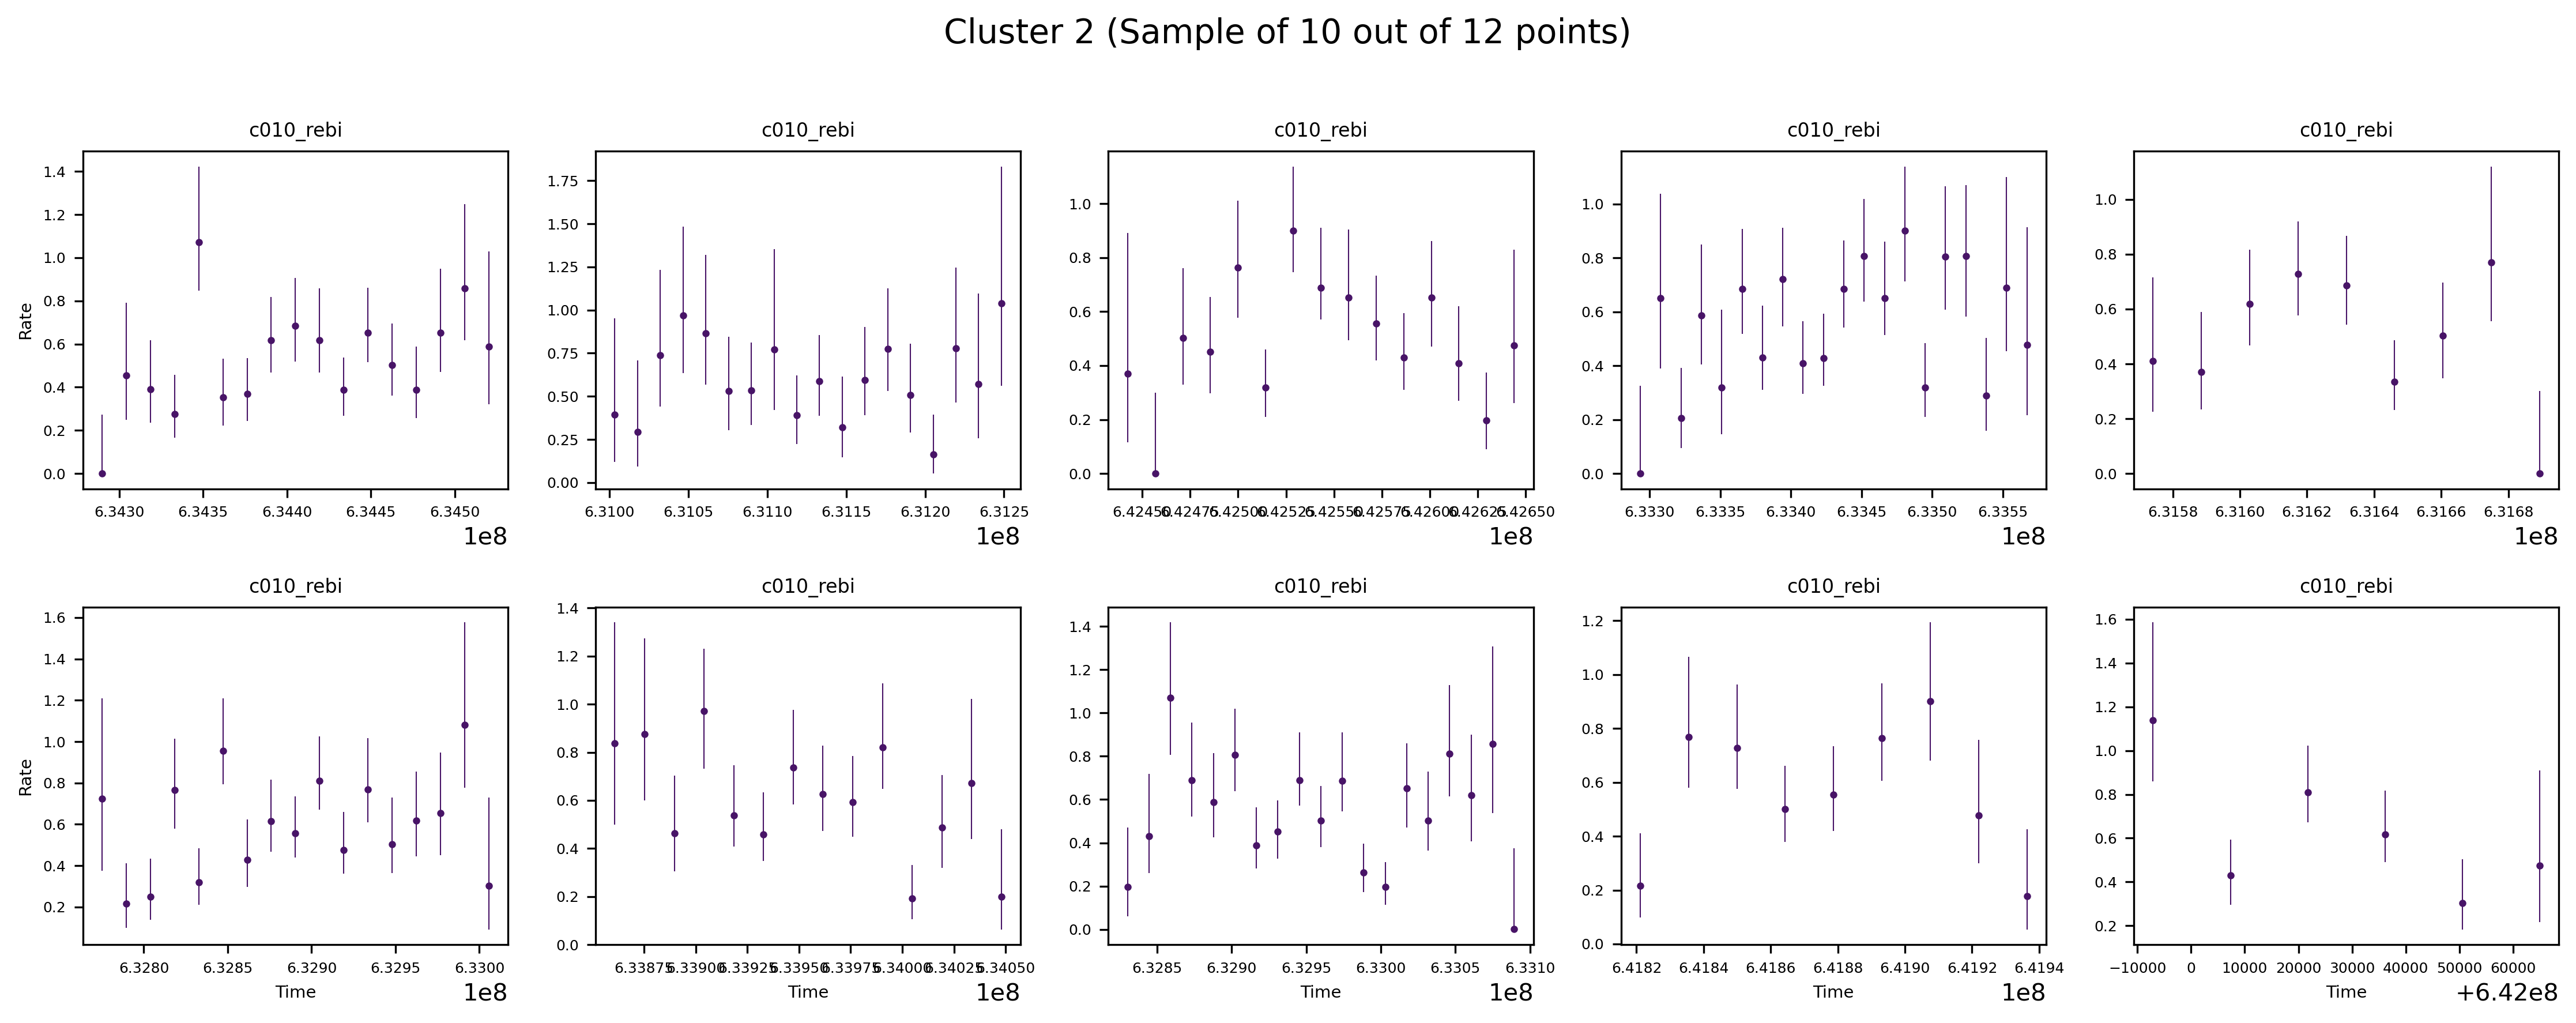 Cluster 2 (Sample of 10 out of 12 points)
c010_rebi c010_rebi c010_rebi c010_rebi c010_rebi
Rate
1.4 1.2 1.0 0.8 0.6 0.4 0.2 0.0
6.3430 6.3435 6.3440 6.3445 6.3450
1e8
1.75 1.50 1.25 1.00 0.75 0.50 0.25 0.00
6.3100 6.3105 6.3110 6.3115 6.3120 6.3125
1e8
1.0 0.8 0.6 0.4 0.2 0.0
6.42450 6.42475 6.42500 6.42525 6.42550 6.42575 6.42600 6.42625 6.42650
1e8
1.0 0.8 0.6 0.4 0.2 0.0
6.3330 6.3335 6.3340 6.3345 6.3350 6.3355
1e8
1.0 0.8 0.6 0.4 0.2 0.0
6.3158 6.3160 6.3162 6.3164 6.3166 6.3168
1e8
c010_rebi c010_rebi c010_rebi c010_rebi c010_rebi
Rate
1.6 1.4 1.2 1.0 0.8 0.6 0.4 0.2
6.3280 6.3285 6.3290 6.3295 6.3300
Time
1e8
1.4 1.2 1.0 0.8 0.6 0.4 0.2 0.0
6.33875 6.33900 6.33925 6.33950 6.33975 6.34000 6.34025 6.34050
Time
1e8
1.4 1.2 1.0 0.8 0.6 0.4 0.2 0.0
6.3285 6.3290 6.3295 6.3300 6.3305 6.3310
Time
1e8
1.2 1.0 0.8 0.6 0.4 0.2 0.0
6.4182 6.4184 6.4186 6.4188 6.4190 6.4192 6.4194
Time
1e8
1.6 1.4 1.2 1.0 0.8 0.6 0.4 0.2
−10000 0 10000 20000 30000 40000 50000 60000
Time
+6.42e8